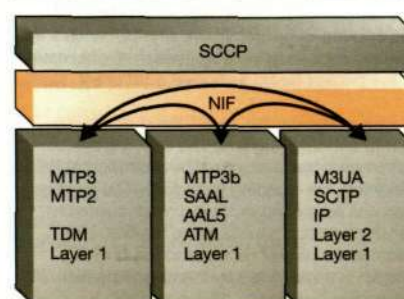 SCCP
NIF
MTP3
MTP2
TDM
Layer 1
MTP3b
SAAL
AAL5
ATM
Layer 1
M3UA
SCTP
IP
Layer 2
Layer 1